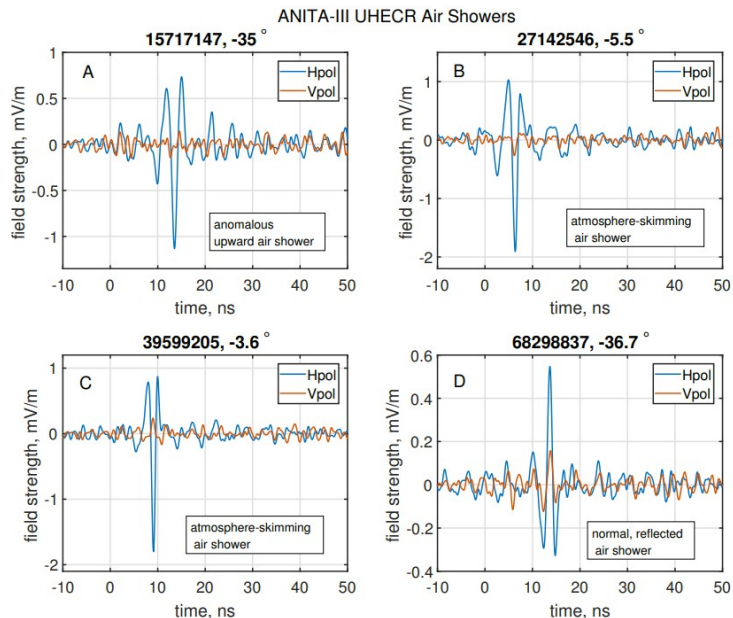 ANITA-III UHECR Air Showers
15717147, -35 °
A
Hpol
Vpol
anomalous
upward air shower
field strength, mV/m
1
0.5
0
-0.5
-1
-10 0 10 20 30 40 50
time, ns
27142546, -5.5 °
B
Hpol
Vpol
atmosphere-skimming
air shower
field strength, mV/m
1
0
-1
-2
-10 0 10 20 30 40 50
time, ns
39599205, -3.6 °
C
Hpol
Vpol
atmosphere-skimming
air shower
field strength, mV/m
1
0
-1
-2
-10 0 10 20 30 40 50
time, ns
68298837, -36.7 °
D
Hpol
Vpol
normal, reflected
air shower
field strength, mV/m
0.6
0.4
0.2
0
-0.2
-0.4
-10 0 10 20 30 40 50
time, ns